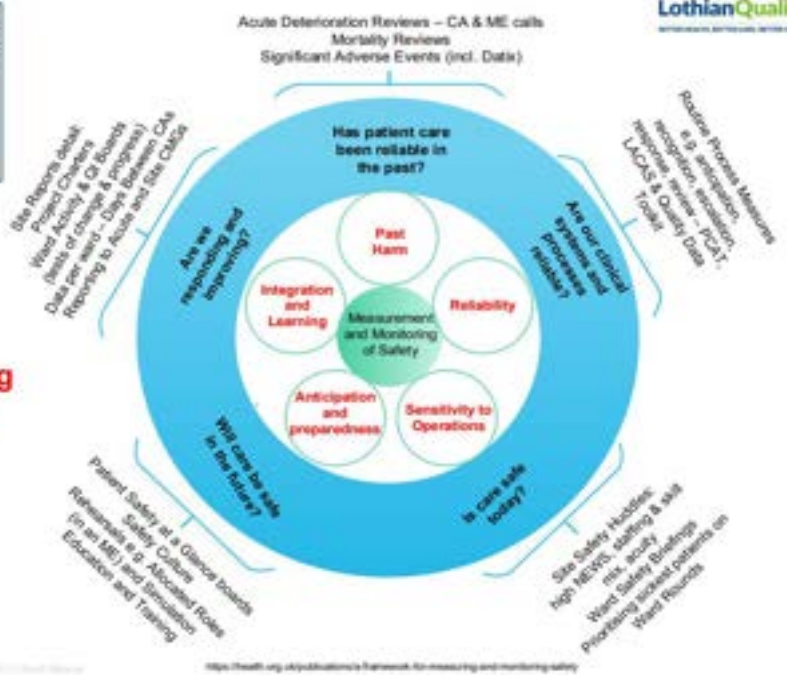 LothianQuali
Acute Deterioration Reviews – CA & ME calls
Mortality Reviews
Significant Adverse Events (incl. Datix)
Has patient care
been reliable in
the past?
Routine Process Measures
e.g. anticipation,
recognition, escalation,
response, review – PCAT,
LACAS & Quality Data
Toolkit
Are our clinical
systems and
processes
reliable?
Site Safety Huddles:
high NEWS, staffing & skill
mix, acuity
Ward Safety Briefings
Prioritising sickest patients on
Ward Rounds
Is care safe
today?
Patient Safety at a Glance boards
Safety Culture
Rehearsals e.g. Allocated Roles
(in an ME) and Simulation
Education and Training
Will care be safe
in the future?
Site Reports detail:
Project Charters
Ward Activity & QI Boards
(tests of change & progress)
Data per ward – Days Between CAs
Reporting to Acute and Site CMGs
Are we
responding and
improving?
Past
Harm
Reliability
Sensitivity to
Operations
Anticipation
and
preparedness
Integration
and
Learning
Measurement
and Monitoring
of Safety
g
https://health.org.uk/publications/a-framework-for-measuring-and-monitoring-safety